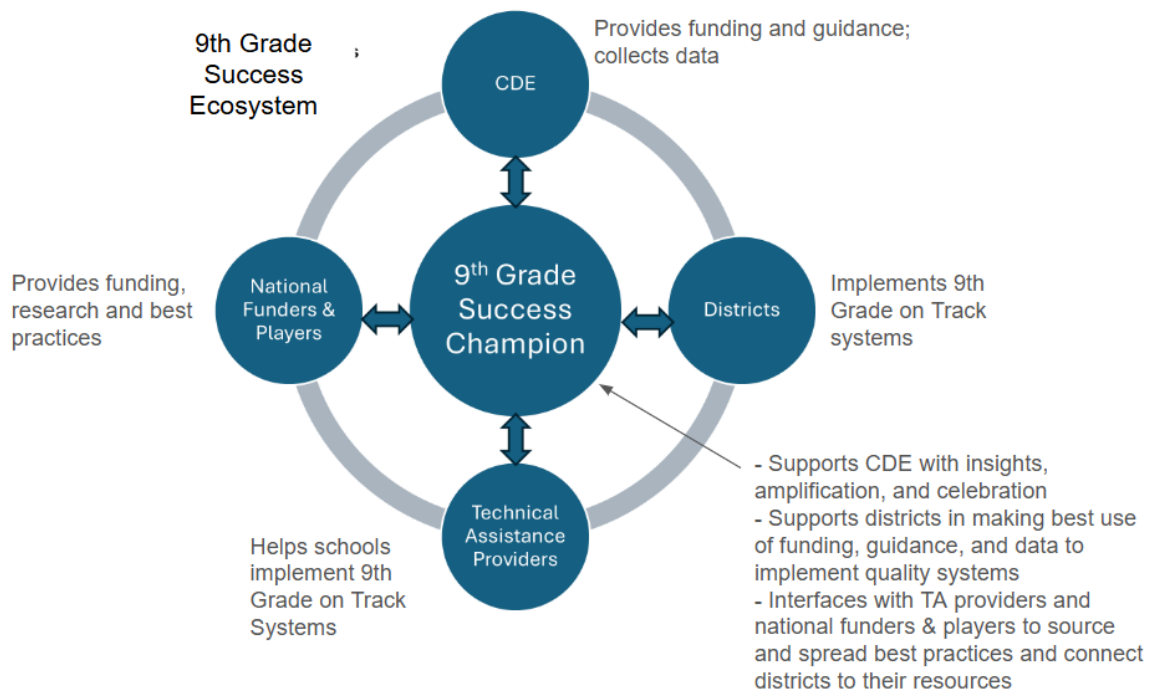 9th Grade
Success
Ecosystem
s
CDE
Provides funding and guidance;
collects data
Provides funding,
research and best
practices
National
Funders &
Players
9th Grade
Success
Champion
Districts
Implements 9th
Grade on Track
systems
Technical
Assistance
Providers
Helps schools
implement 9th
Grade on Track
Systems
- Supports CDE with insights,
amplification, and celebration
- Supports districts in making best use
of funding, guidance, and data to
implement quality systems
- Interfaces with TA providers and
national funders & players to source
and spread best practices and connect
districts to their resources